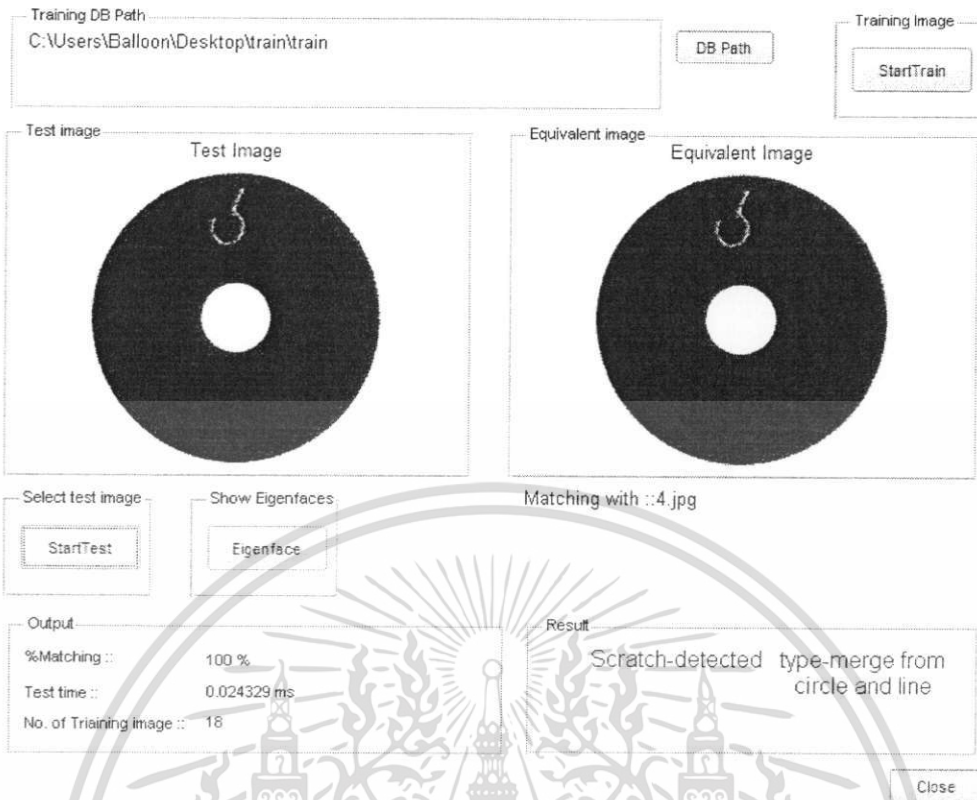 Training DB Path
C:\Users\Balloon\Desktop\train\train
DB Path
Training Image
StartTrain
Test image
Test Image
Equivalent image
Equivalent Image
Select test image
StartTest
Show Eigenfaces
Eigenface
Matching with ::4.jpg
Output
%Matching :: 100 %
Test time :: 0.024329 ms
No. of Triaining image :: 18
Result
Scratch-detected type-merge from
circle and line
Close